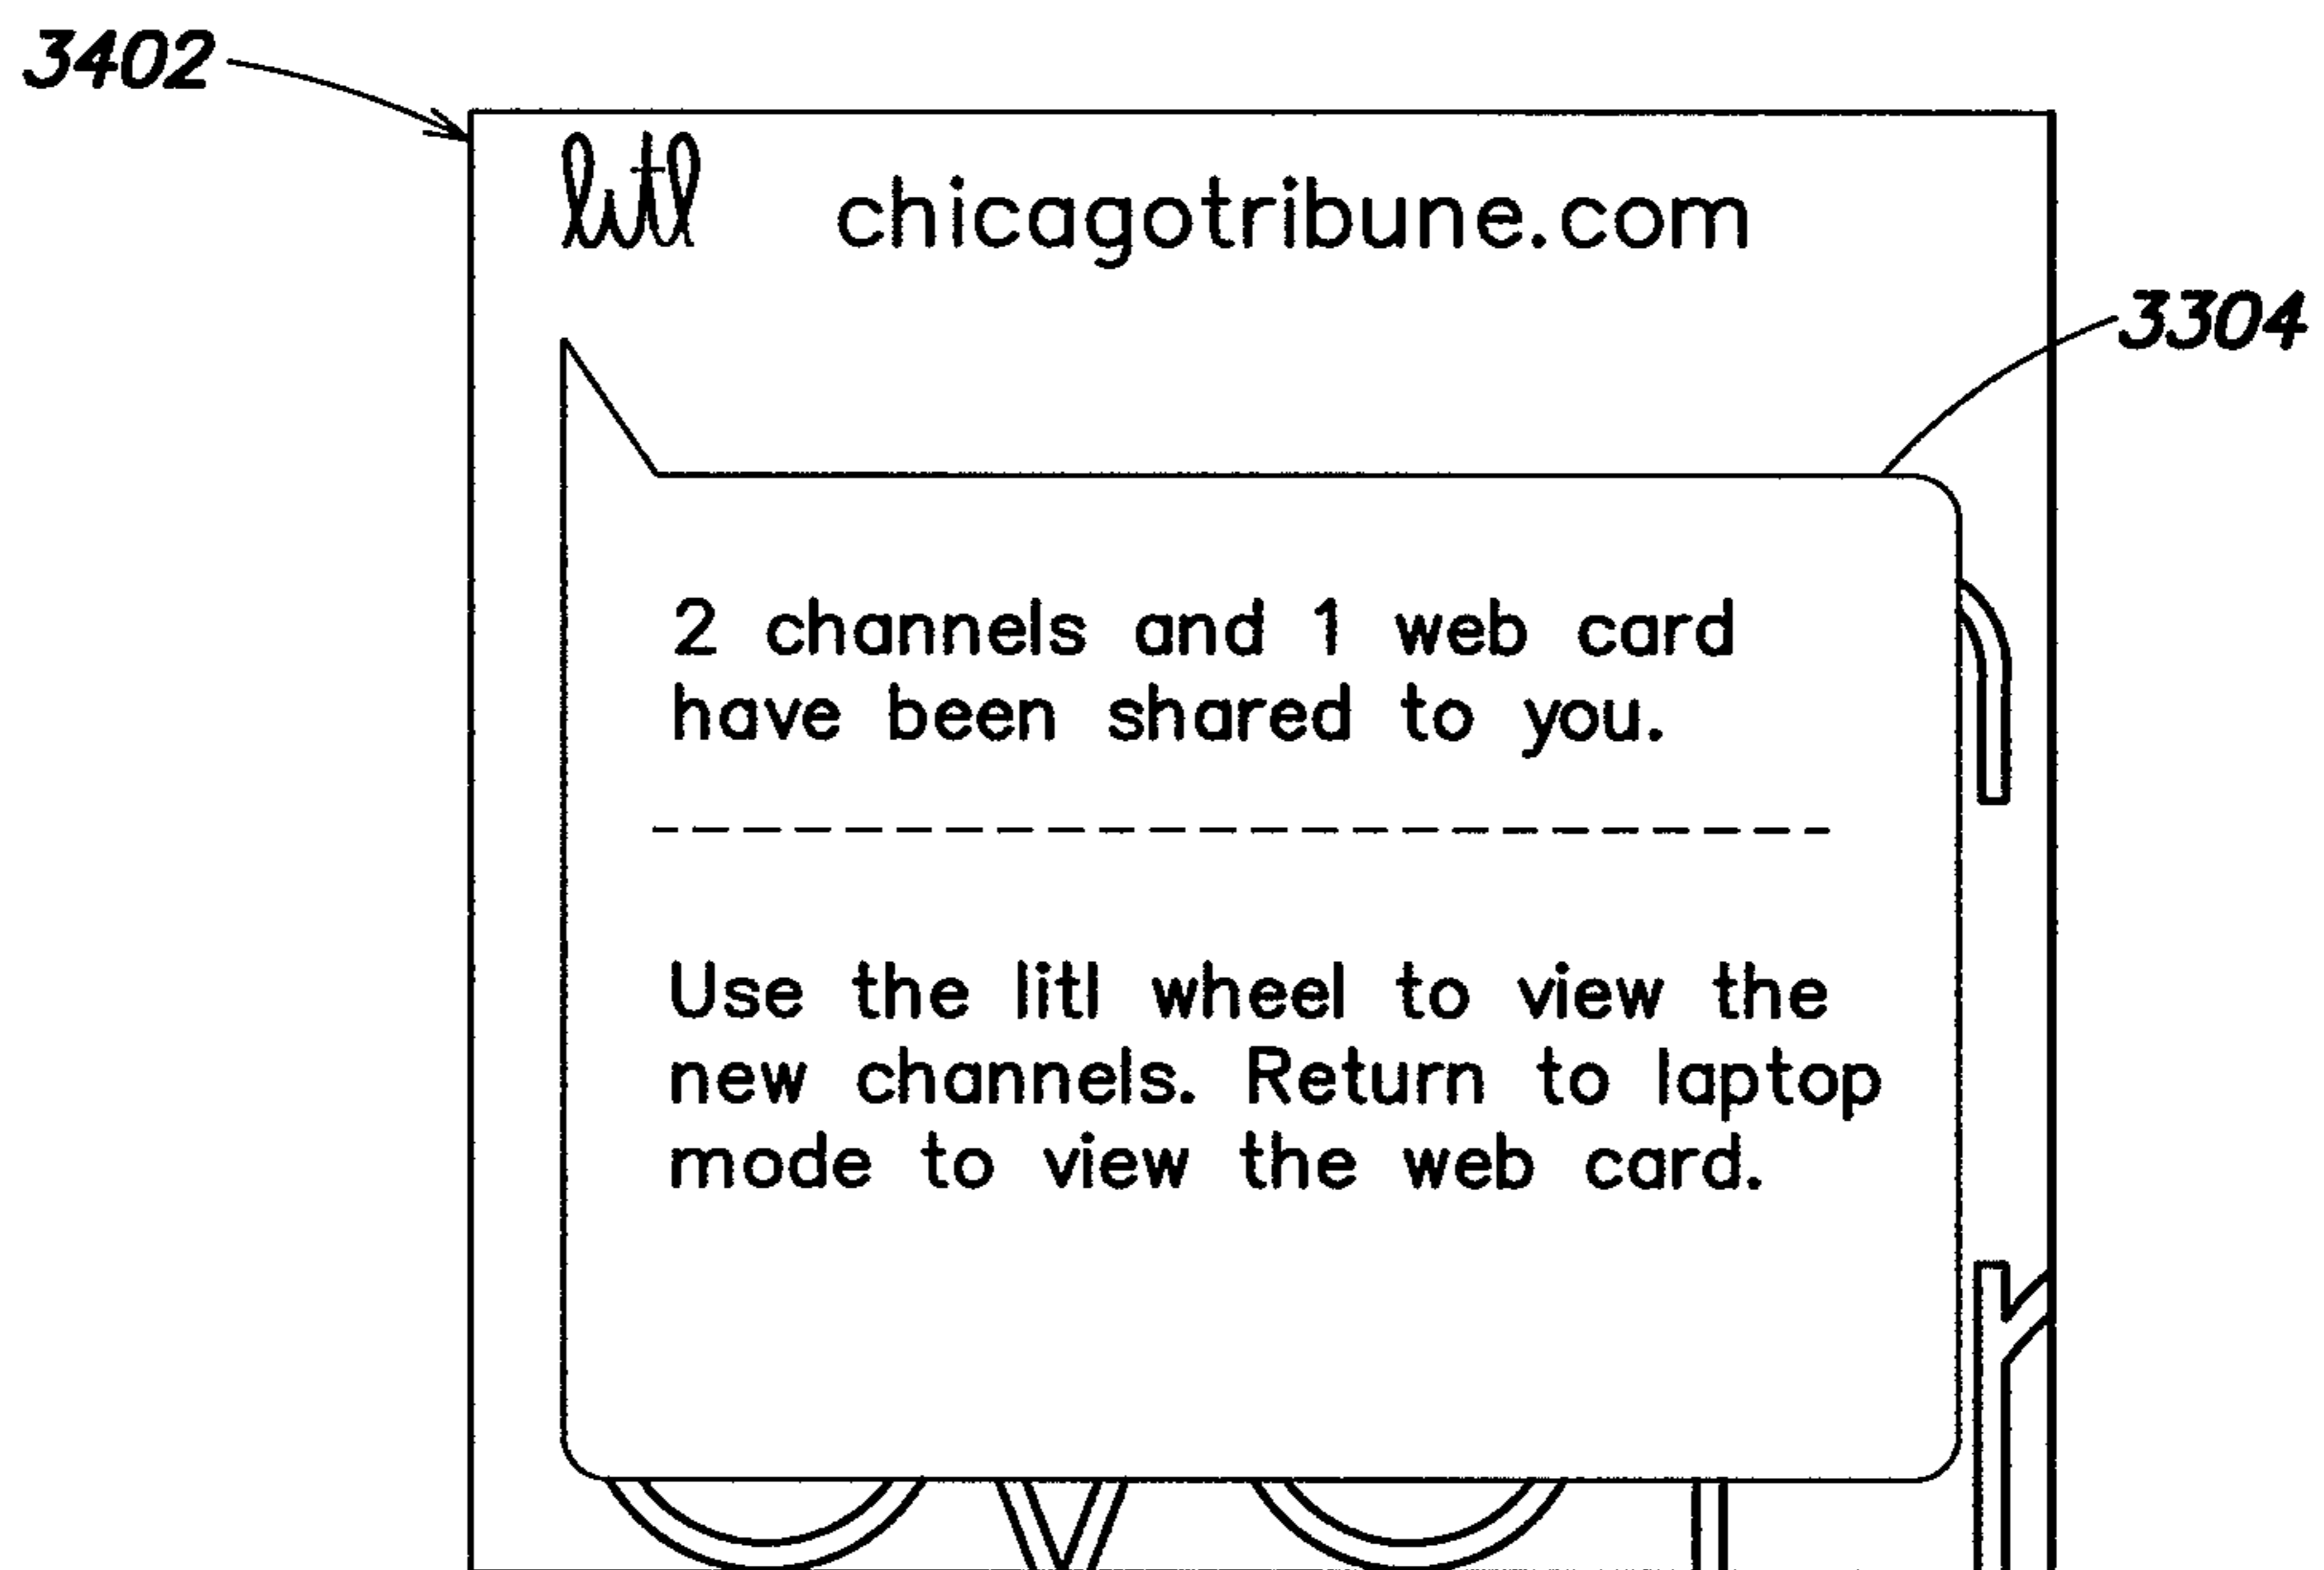 3402
litl chicagotribune.com
3304
2 channels and 1 web card
have been shared to you.
Use the litl wheel to view the
new channels. Return to laptop
mode to view the web card.